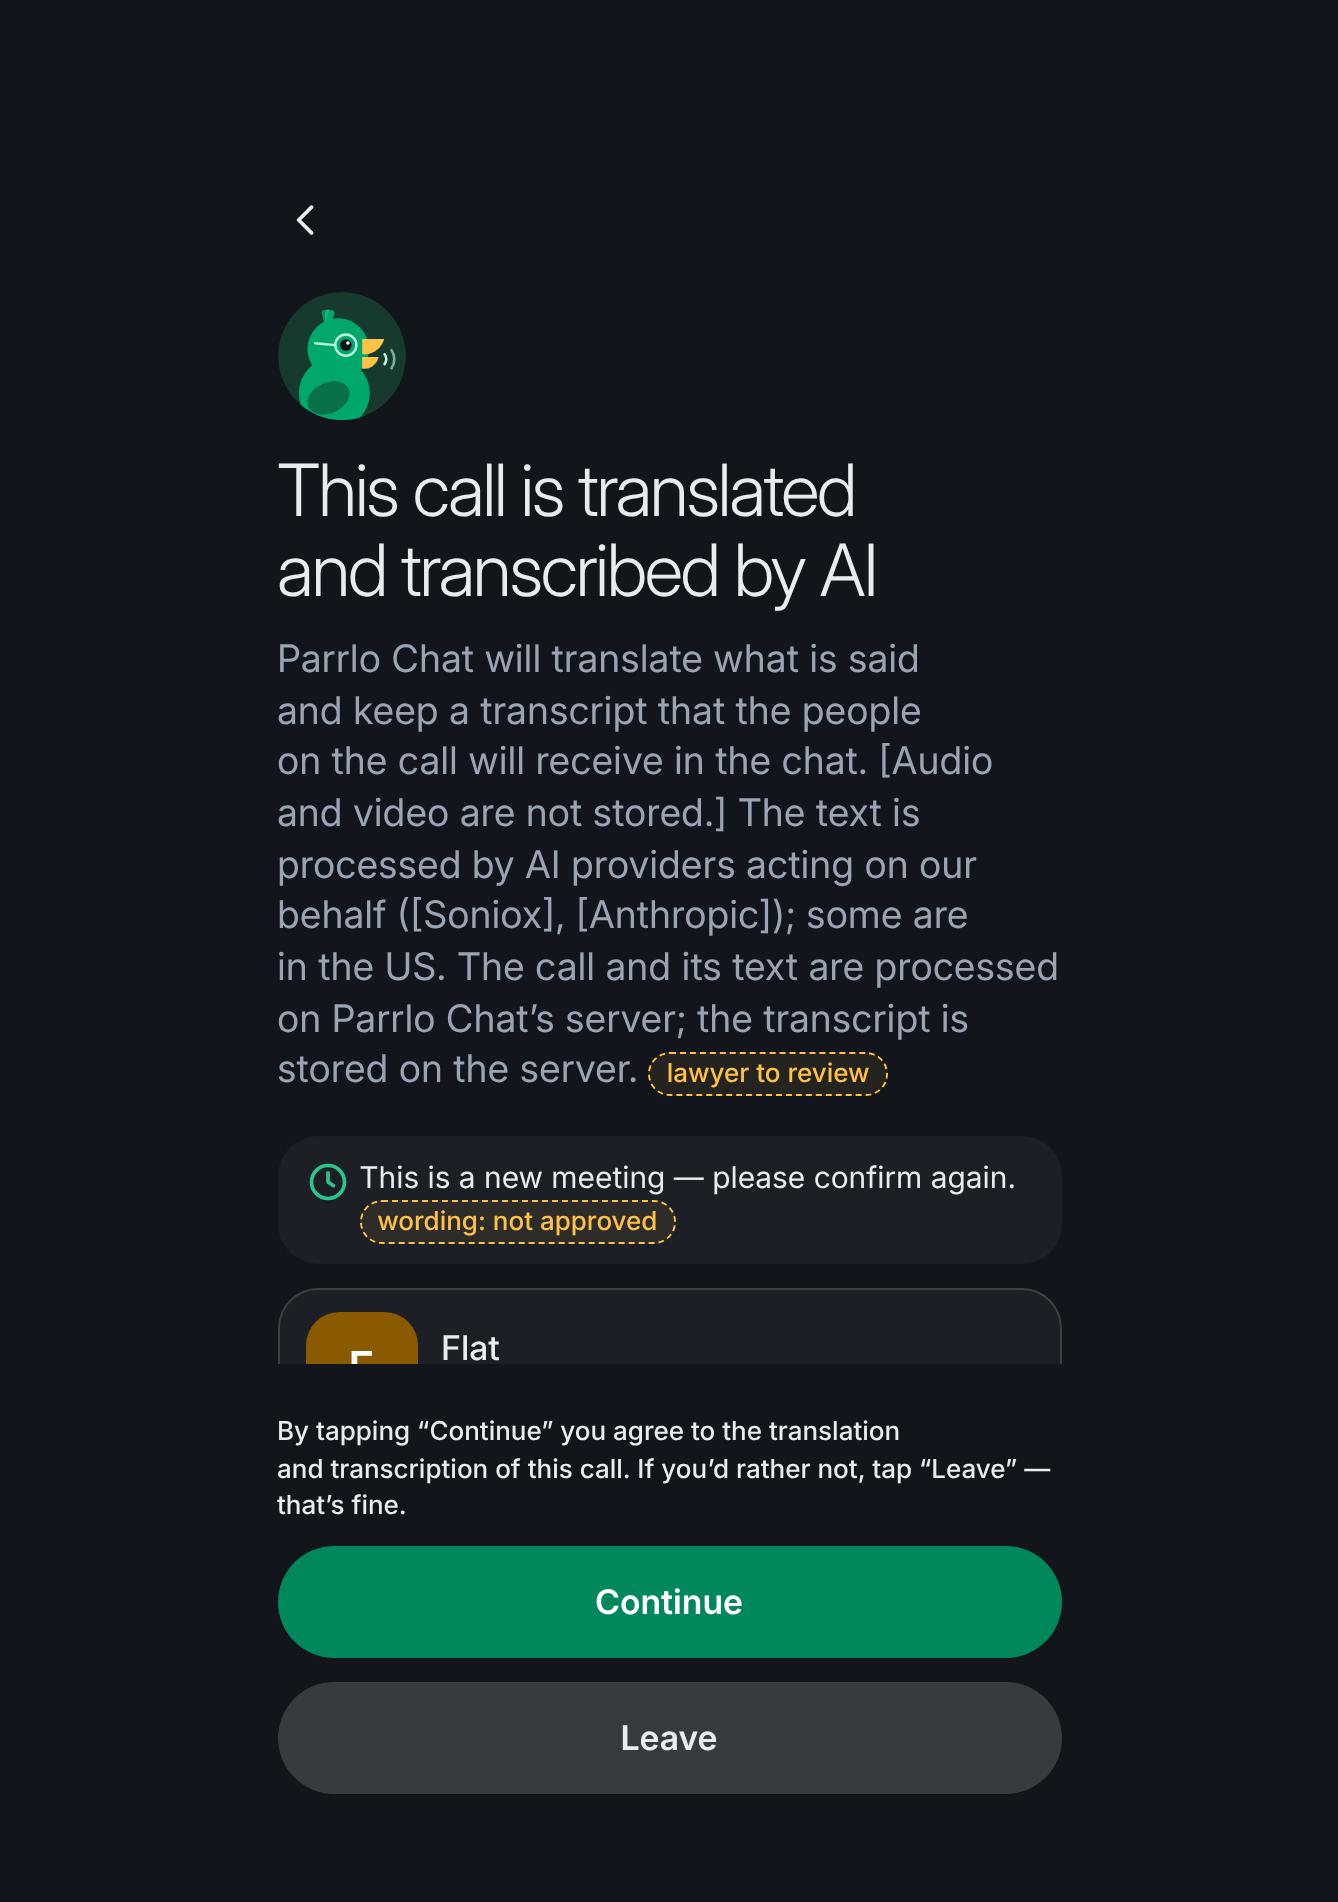 This call is translated
and transcribed by AI
Parrlo Chat will translate what is said
and keep a transcript that the people
on the call will receive in the chat. [Audio
and video are not stored.] The text is
processed by AI providers acting on our
behalf ([Soniox], [Anthropic]); some are
in the US. The call and its text are processed
on Parrlo Chat’s server; the transcript is
stored on the server. lawyer to review
This is a new meeting — please confirm again.
wording: not approved
Flat
By tapping “Continue” you agree to the translation
and transcription of this call. If you’d rather not, tap “Leave” —
that’s fine.
Continue
Leave